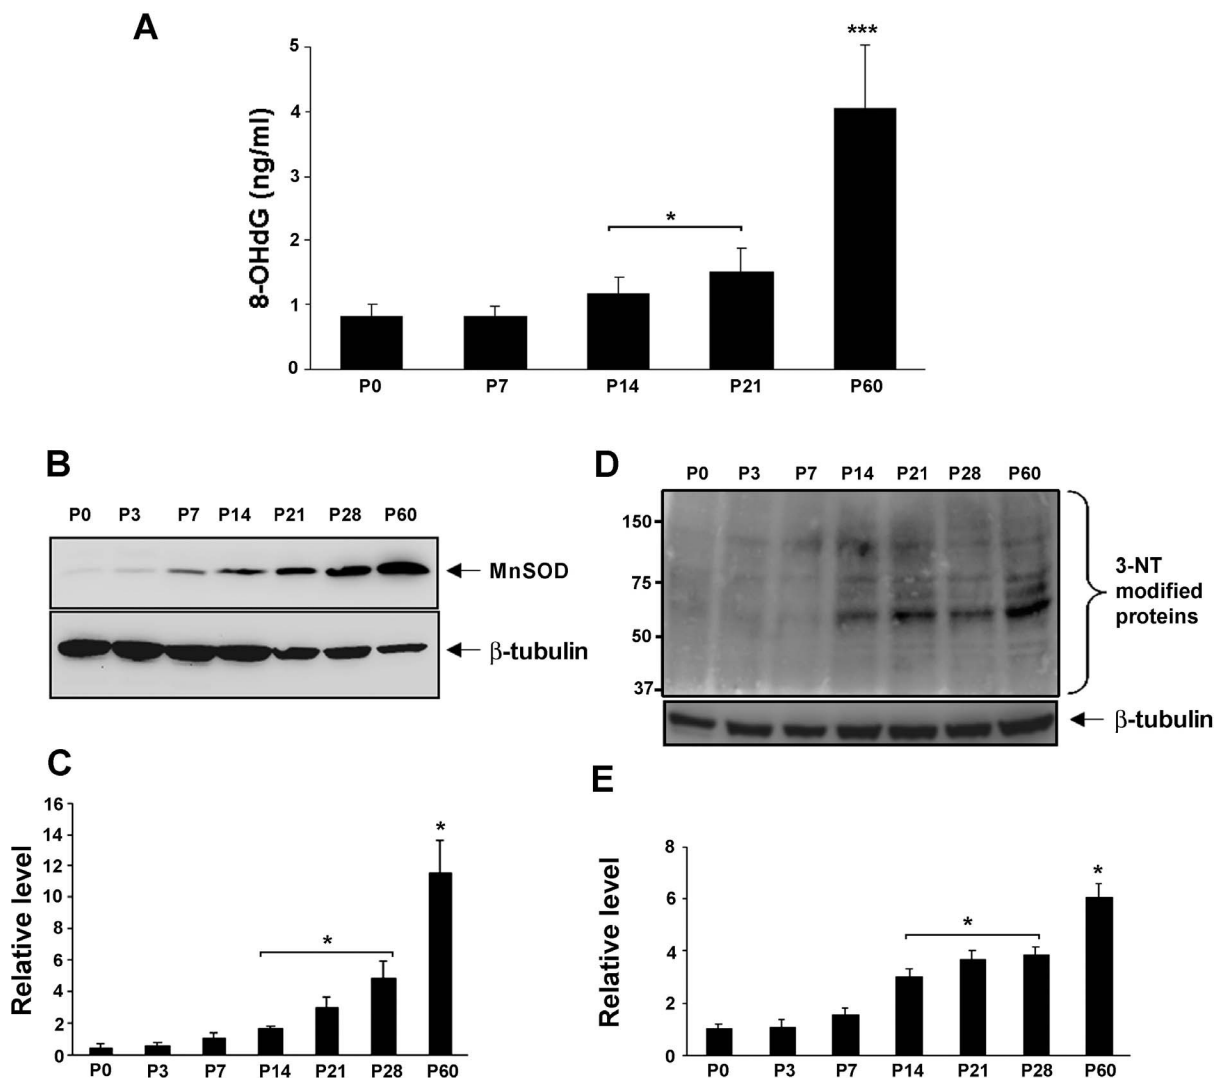 A
8-OHdG (ng/ml)
5
4
3
2
1
0
***
*
P0 P7 P14 P21 P60
B
P0 P3 P7 P14 P21 P28 P60
MnSOD
β-tubulin
C
Relative level
16
14
12
10
8
6
4
2
0
*
*
P0 P3 P7 P14 P21 P28 P60
D
P0 P3 P7 P14 P21 P28 P60
150
75
50
37
3-NT
modified
proteins
β-tubulin
E
Relative level
8
6
4
2
0
*
*
P0 P3 P7 P14 P21 P28 P60